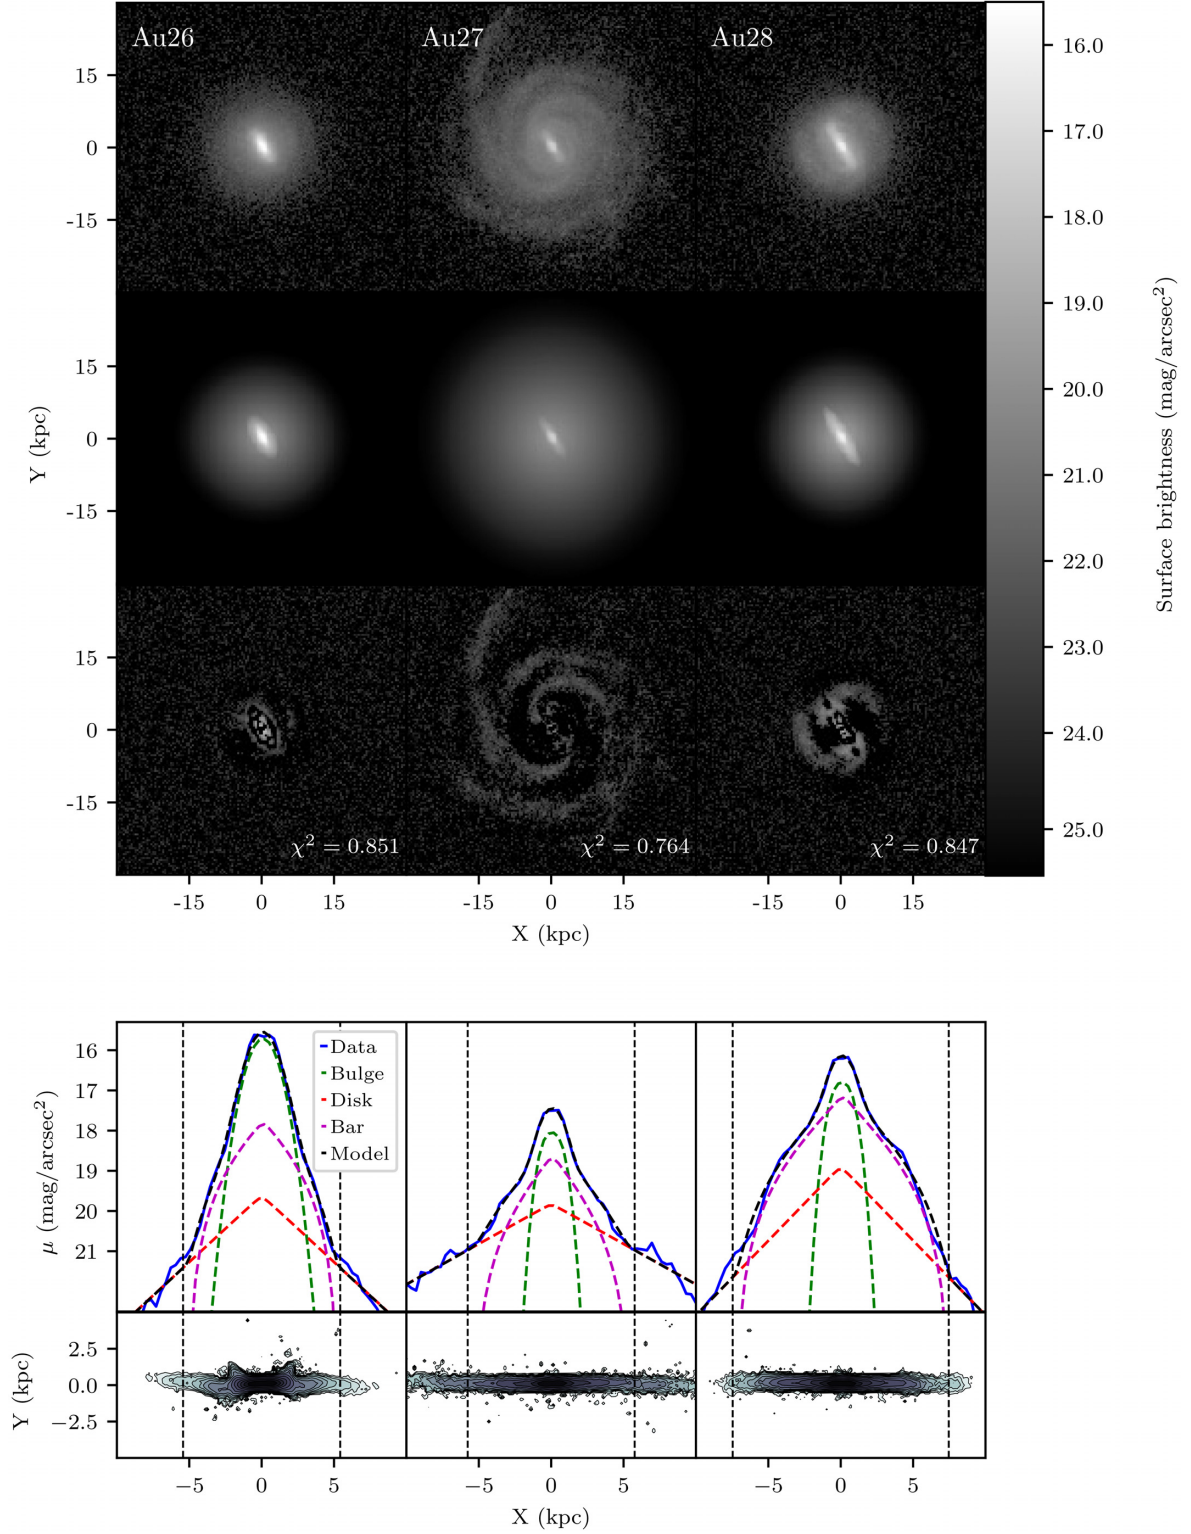 Au26 Au27 Au28
15
0
-15
15
0
-15
15
0
-15
Y (kpc)
χ² = 0.851 χ² = 0.764 χ² = 0.847
-15 0 15 -15 0 15 -15 0 15
X (kpc)
16.0
17.0
18.0
19.0
20.0
21.0
22.0
23.0
24.0
25.0
Surface brightness (mag/arcsec²)
16
17
18
19
20
21
μ (mag/arcsec²)
Data
Bulge
Disk
Bar
Model
2.5
0.0
−2.5
Y (kpc)
−5 0 5 −5 0 5 −5 0 5
X (kpc)